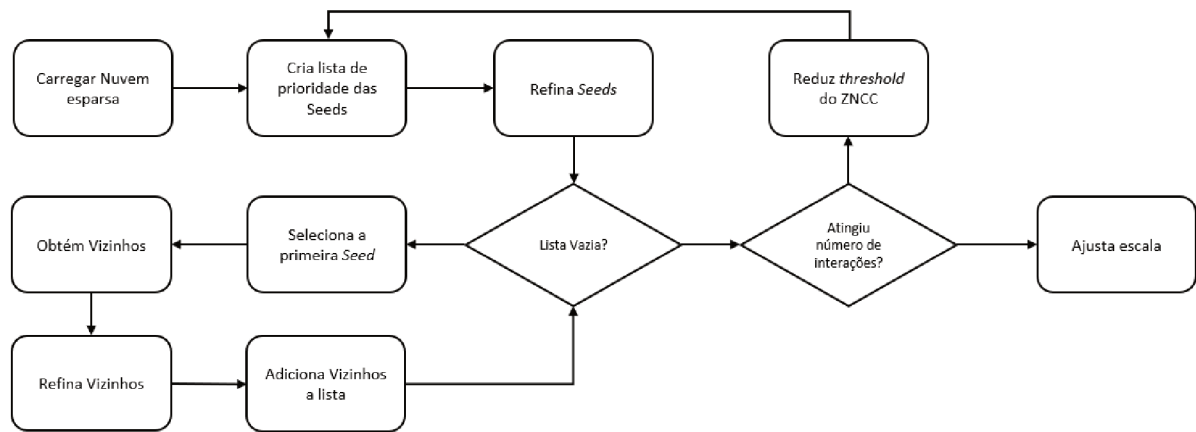 Carregar Nuvem
esparsa
Cria lista de
prioridade das
Seeds
Refina Seeds
Reduz threshold
do ZNCC
Obtém Vizinhos
Seleciona a
primeira Seed
Lista Vazia?
Atingiu
número de
interações?
Ajusta escala
Refina Vizinhos
Adiciona Vizinhos
a lista